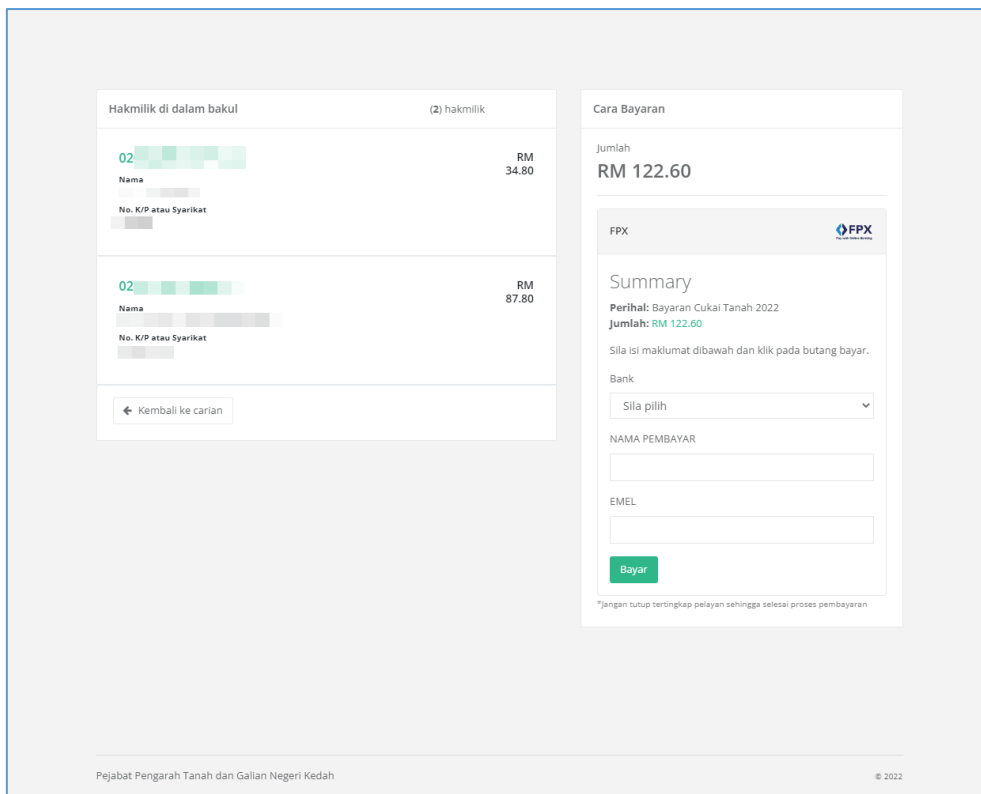 Hakmilik di dalam bakul
(2) hakmilik
02
RM
34.80
Nama
No. K/P atau Syarikat
02
RM
87.80
Nama
No. K/P atau Syarikat
Kembali ke carian
Cara Bayaran
Jumlah
RM 122.60
FPX
FPX
Summary
Perihal: Bayaran Cukai Tanah 2022
Jumlah: RM 122.60
Sila isi maklumat dibawah dan klik pada butang bayar.
Bank
Sila pilih
NAMA PEMBAYAR
EMEL
Bayar
*Jangan tutup tertingkap pelayan sehingga selesai proses pembayaran
Pejabat Pengarah Tanah dan Galian Negeri Kedah
© 2022